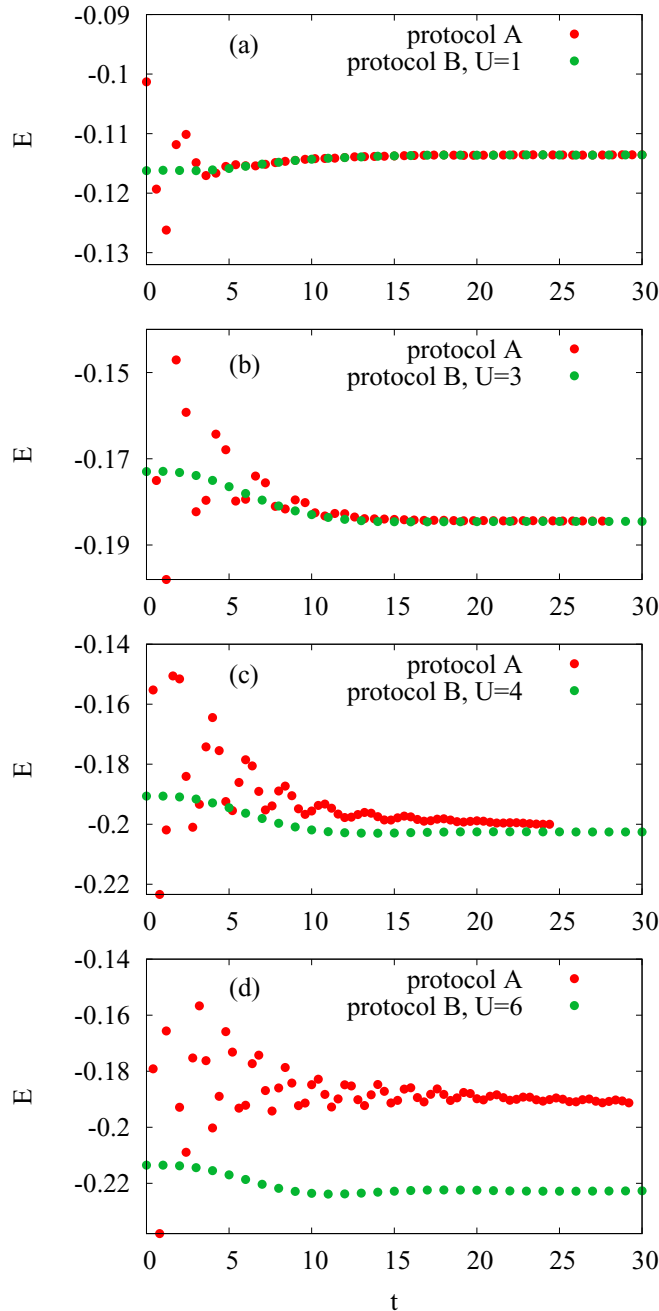 -0.09
(a)
protocol A
protocol B, U=1
-0.1
E
-0.11
-0.12
-0.13
0 5 10 15 20 25 30
(b)
protocol A
protocol B, U=3
-0.15
E
-0.17
-0.19
0 5 10 15 20 25 30
-0.14
(c)
protocol A
protocol B, U=4
-0.16
E
-0.18
-0.2
-0.22
0 5 10 15 20 25 30
-0.14
(d)
protocol A
protocol B, U=6
-0.16
E
-0.18
-0.2
-0.22
0 5 10 15 20 25 30
t